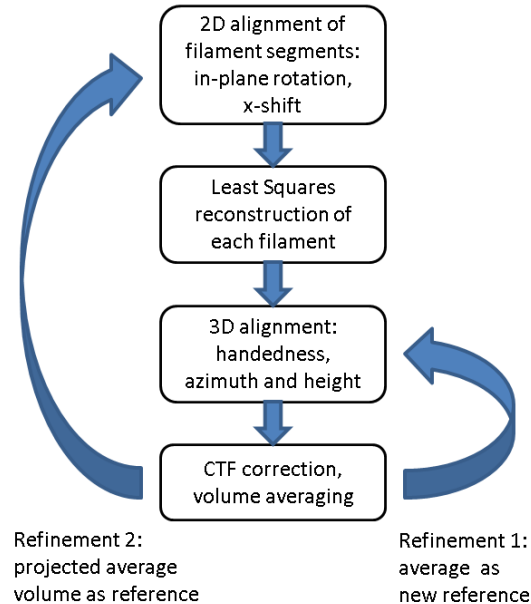 2D alignment of
filament segments:
in-plane rotation,
x-shift
Least Squares
reconstruction of
each filament
3D alignment:
handedness,
azimuth and height
CTF correction,
volume averaging
Refinement 2:
projected average
volume as reference
Refinement 1:
average as
new reference